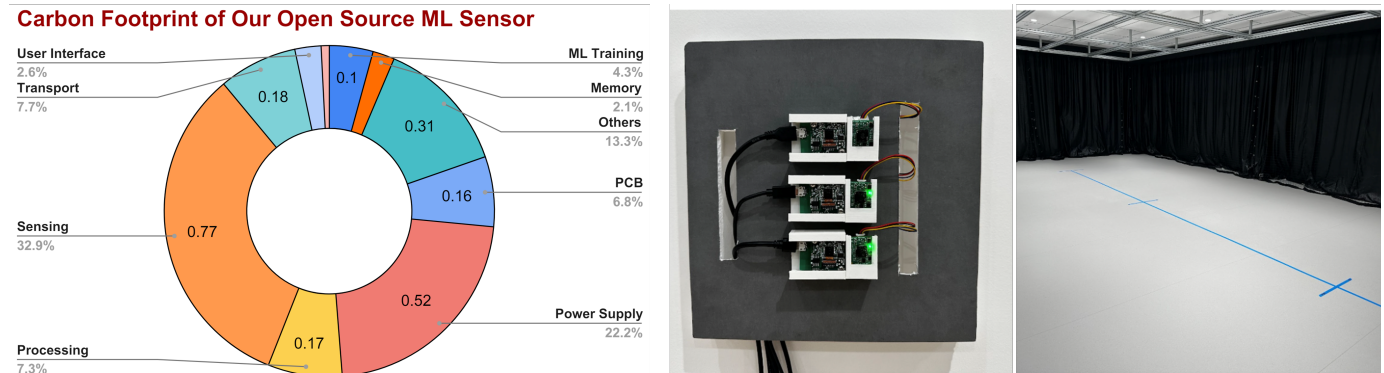 Carbon Footprint of Our Open Source ML Sensor
User Interface
2.6%
Transport
7.7%
Sensing
32.9%
Processing
7.3%
ML Training
4.3%
Memory
2.1%
Others
13.3%
PCB
6.8%
Power Supply
22.2%
0.1
0.31
0.16
0.52
0.17
0.77
0.18